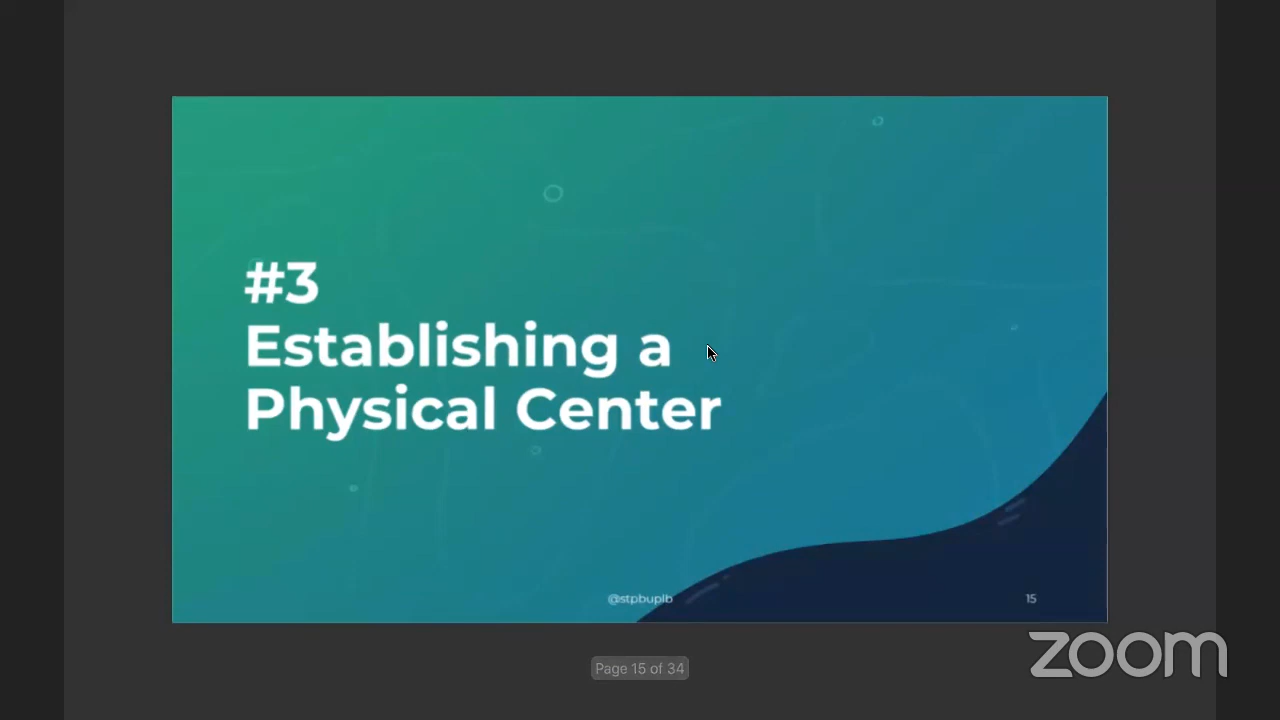 #3
Establishing a
Physical Center
@stpbuplb
15
Page 15 of 34
zoom